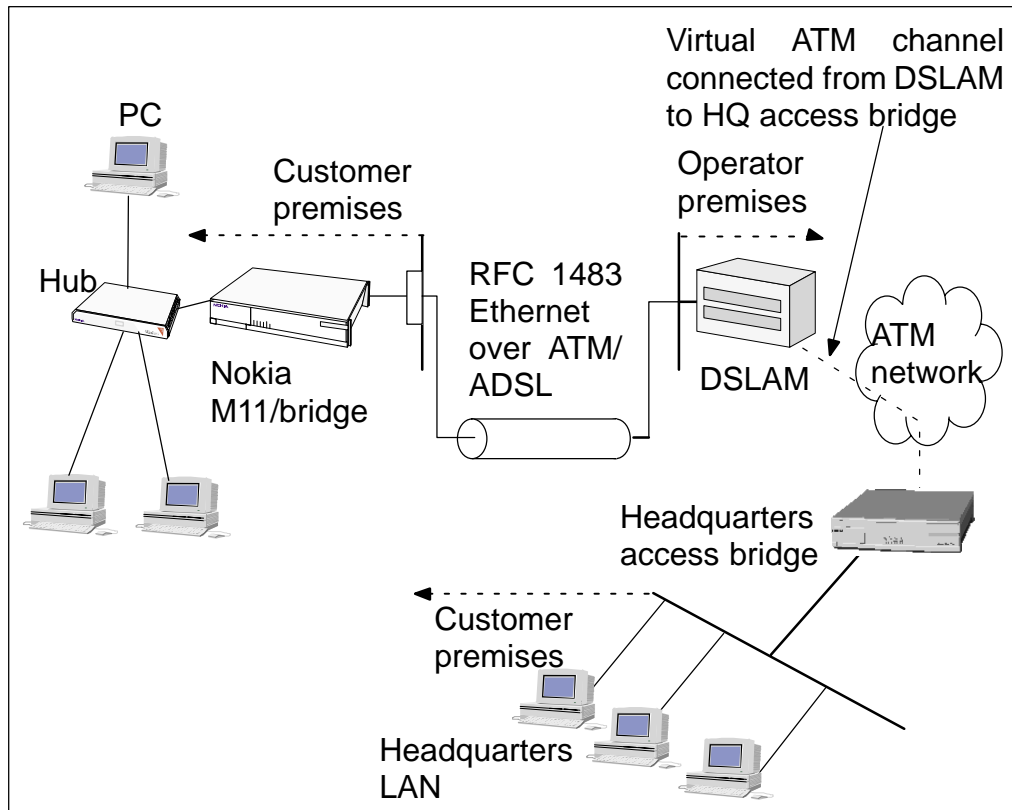 Virtual ATM channel
connected from DSLAM
to HQ access bridge
PC
Customer
premises
Operator
premises
Hub
RFC 1483
Ethernet
over ATM/
ADSL
ATM
network
Nokia
M11/bridge
DSLAM
NOKIA
Headquarters
access bridge
Customer
premises
Headquarters
LAN